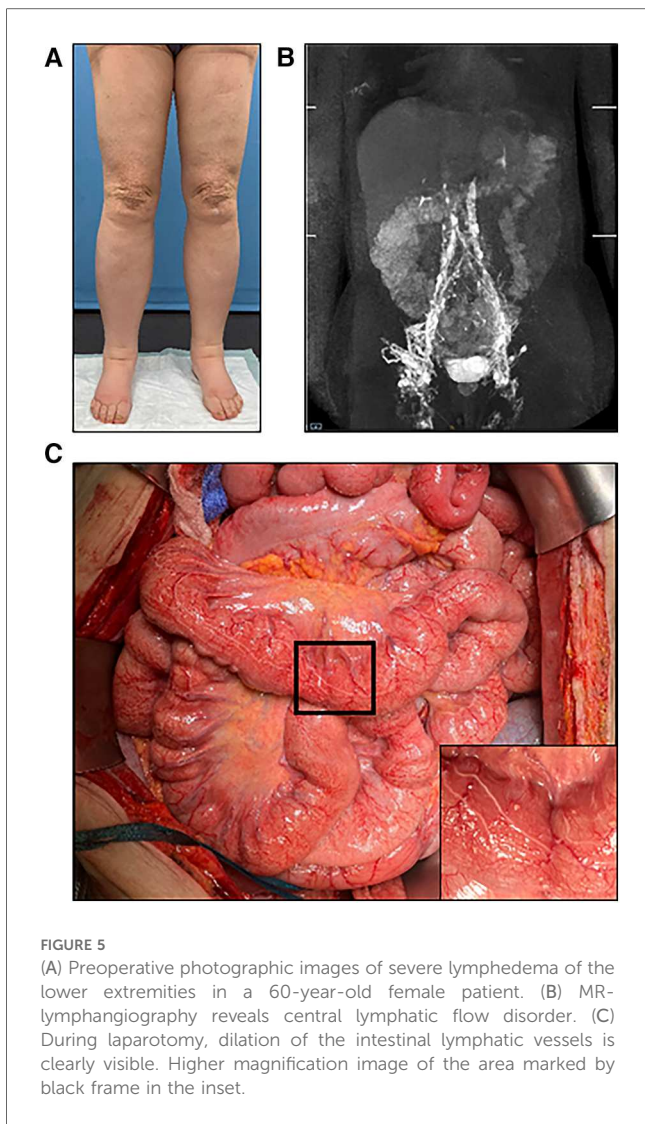 A
B
C
FIGURE 5
(A) Preoperative photographic images of severe lymphedema of the
lower extremities in a 60-year-old female patient. (B) MR-
lymphangiography reveals central lymphatic flow disorder. (C)
During laparotomy, dilation of the intestinal lymphatic vessels is
clearly visible. Higher magnification image of the area marked by
black frame in the inset.